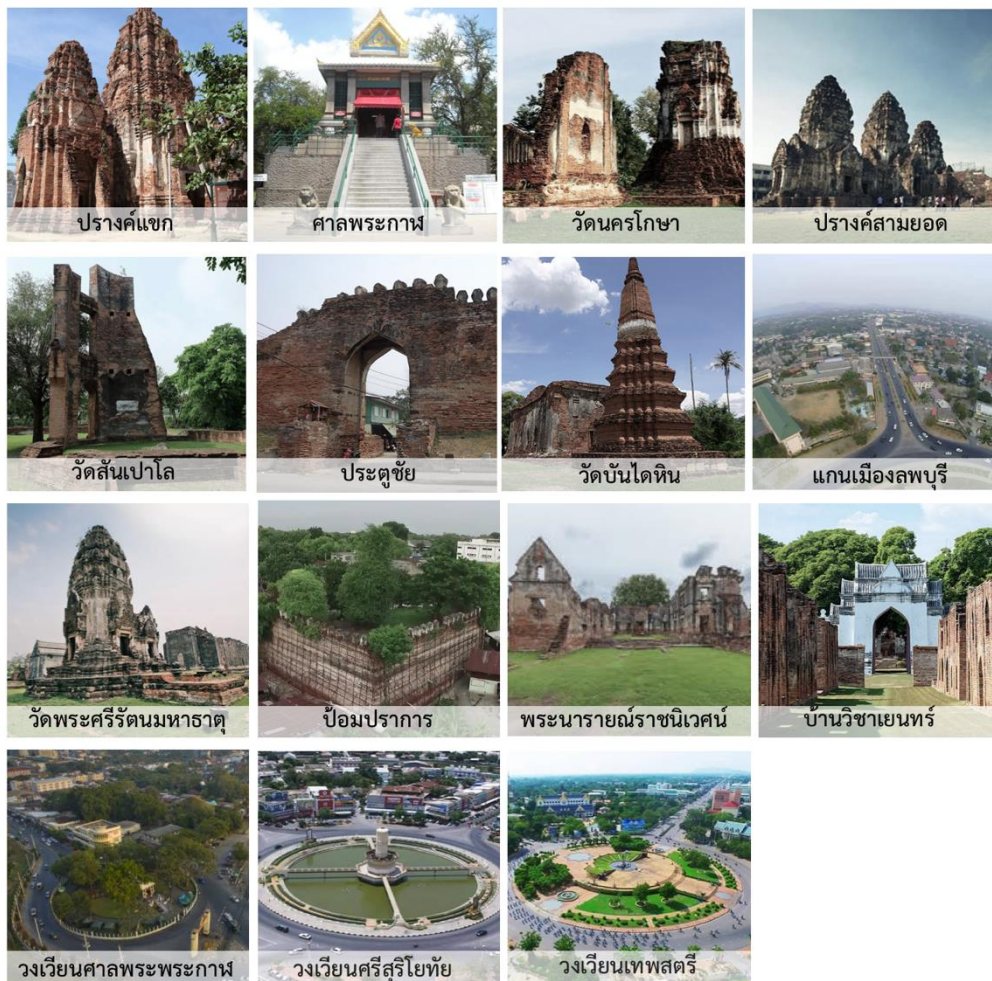 ปรางค์แขก
ศาลพระกาฬ
วัดนครโกษา
ปรางค์สามยอด
วัดสันเปาโล
ประตูชัย
วัดบันไดหิน
แกนเมืองลพบุรี
วัดพระศรีรัตนมหาธาตุ
ป้อมปราการ
พระนารายณ์ราชนิเวศน์
บ้านวิชาเยนทร์
วงเวียนศาลพระพระกาฬ
วงเวียนศรีสุริโยทัย
วงเวียนเทพสตรี